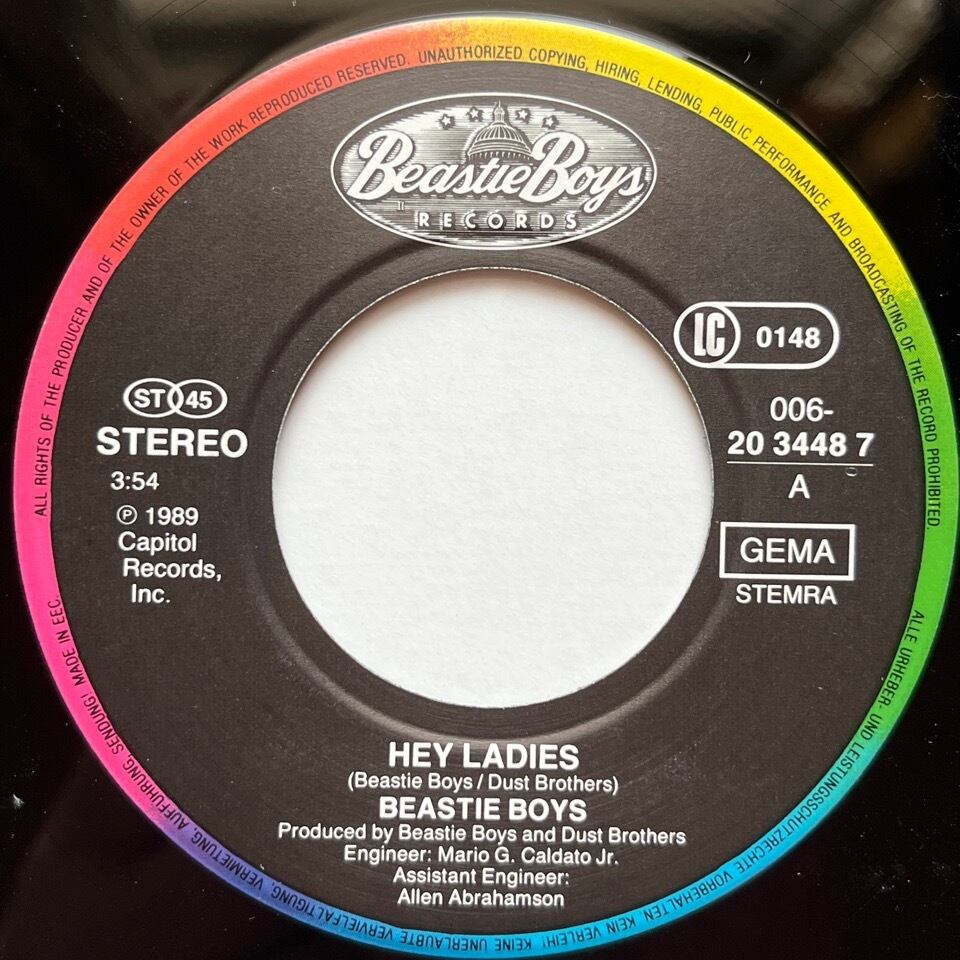 ALL RIGHTS OF THE PRODUCER AND OF THE OWNER OF THE WORK REPRODUCED RESERVED. UNAUTHORIZED COPYING, HIRING, LENDING, PUBLIC PERFORMANCE AND BROADCASTING OF THE RECORD PROHIBITED.
Beastie Boys
RECORDS
LC 0148
006-
20 3448 7
A
GEMA
STEMRA
ST 45
STEREO
3:54
℗ 1989
Capitol
Records,
Inc.
HEY LADIES
(Beastie Boys / Dust Brothers)
BEASTIE BOYS
Produced by Beastie Boys and Dust Brothers
Engineer: Mario G. Caldato Jr.
Assistant Engineer:
Allen Abrahamson
ALLE URHEBER- UND LEISTUNGSSCHUTZRECHTE VORBEHALTEN. KEIN VERLEIH! KEINE UNERLAUBTE VERVIELFÄLTIGUNG, VERMIETUNG, AUFFÜHRUNG, SENDUNG! MADE IN EEC.